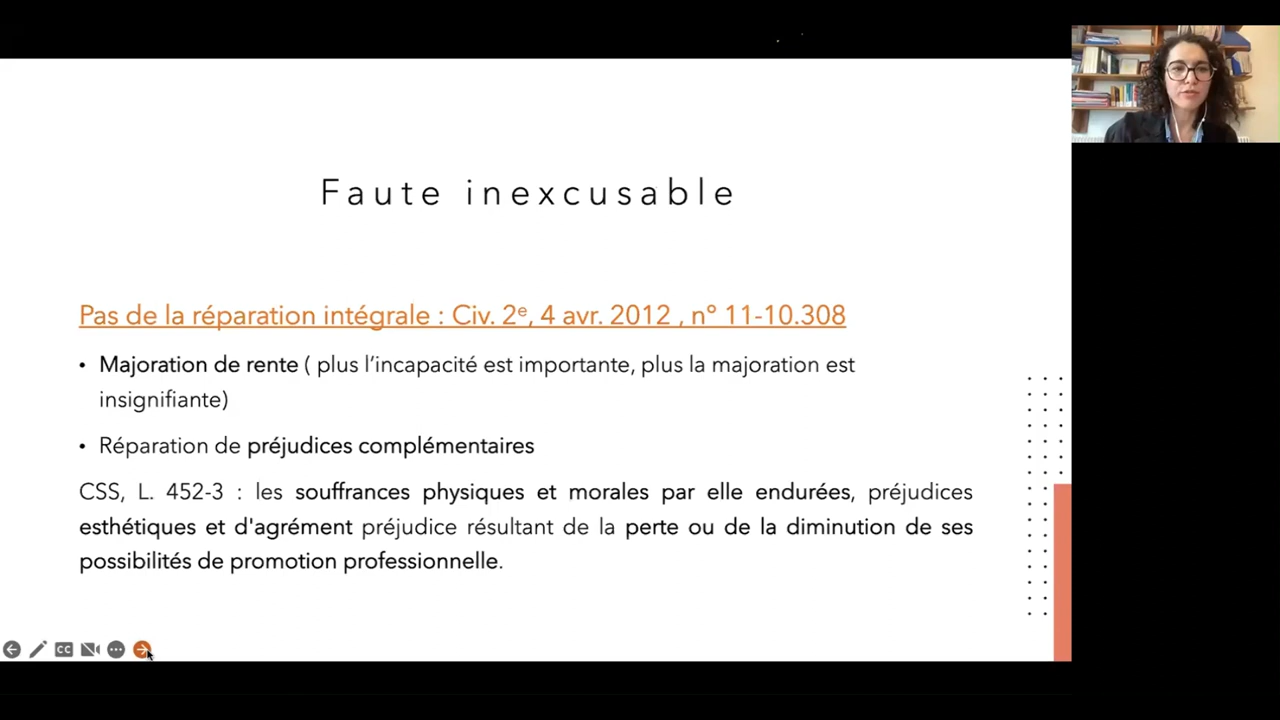 Faute inexcusable
Pas de la réparation intégrale : Civ. 2ᵉ, 4 avr. 2012 , n° 11-10.308
• Majoration de rente ( plus l’incapacité est importante, plus la majoration est
insignifiante)
• Réparation de préjudices complémentaires
CSS, L. 452-3 : les souffrances physiques et morales par elle endurées, préjudices
esthétiques et d'agrément préjudice résultant de la perte ou de la diminution de ses
possibilités de promotion professionnelle.
CC